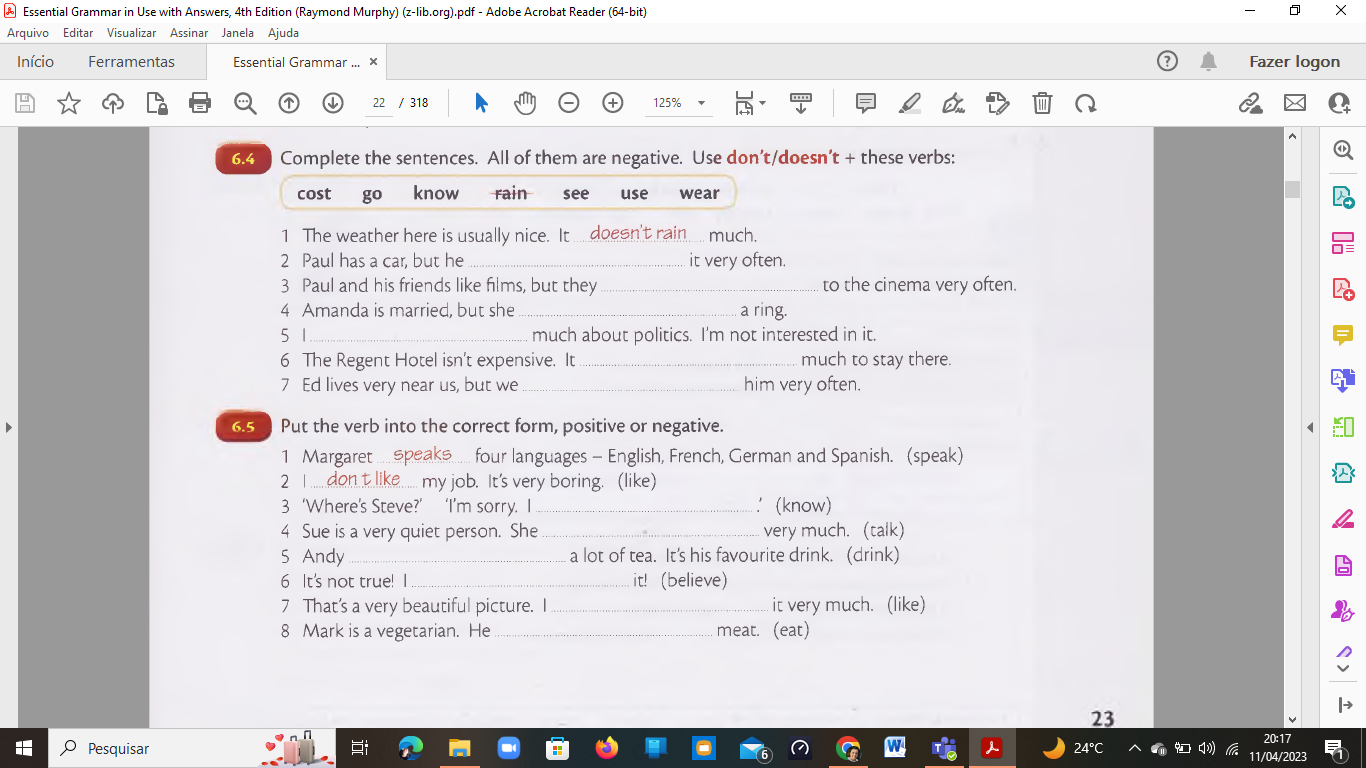 Essential Grammar in Use with Answers, 4th Edition (Raymond Murphy) (z-lib.org).pdf - Adobe Acrobat Reader (64-bit)
Arquivo Editar Visualizar Assinar Janela Ajuda
Início Ferramentas Essential Grammar ... × Fazer logon
22 / 318 125%
6.4 Complete the sentences. All of them are negative. Use don't/doesn't + these verbs:
cost go know rain see use wear
1 The weather here is usually nice. It doesn't rain much.
2 Paul has a car, but he it very often.
3 Paul and his friends like films, but they to the cinema very often.
4 Amanda is married, but she a ring.
5 I much about politics. I'm not interested in it.
6 The Regent Hotel isn't expensive. It much to stay there.
7 Ed lives very near us, but we him very often.
6.5 Put the verb into the correct form, positive or negative.
1 Margaret speaks four languages – English, French, German and Spanish. (speak)
2 I don t like my job. It's very boring. (like)
3 'Where's Steve?' 'I'm sorry. I .' (know)
4 Sue is a very quiet person. She very much. (talk)
5 Andy a lot of tea. It's his favourite drink. (drink)
6 It's not true! I it! (believe)
7 That's a very beautiful picture. I it very much. (like)
8 Mark is a vegetarian. He meat. (eat)
23
Pesquisar 6 24°C 20:17
11/04/2023 1